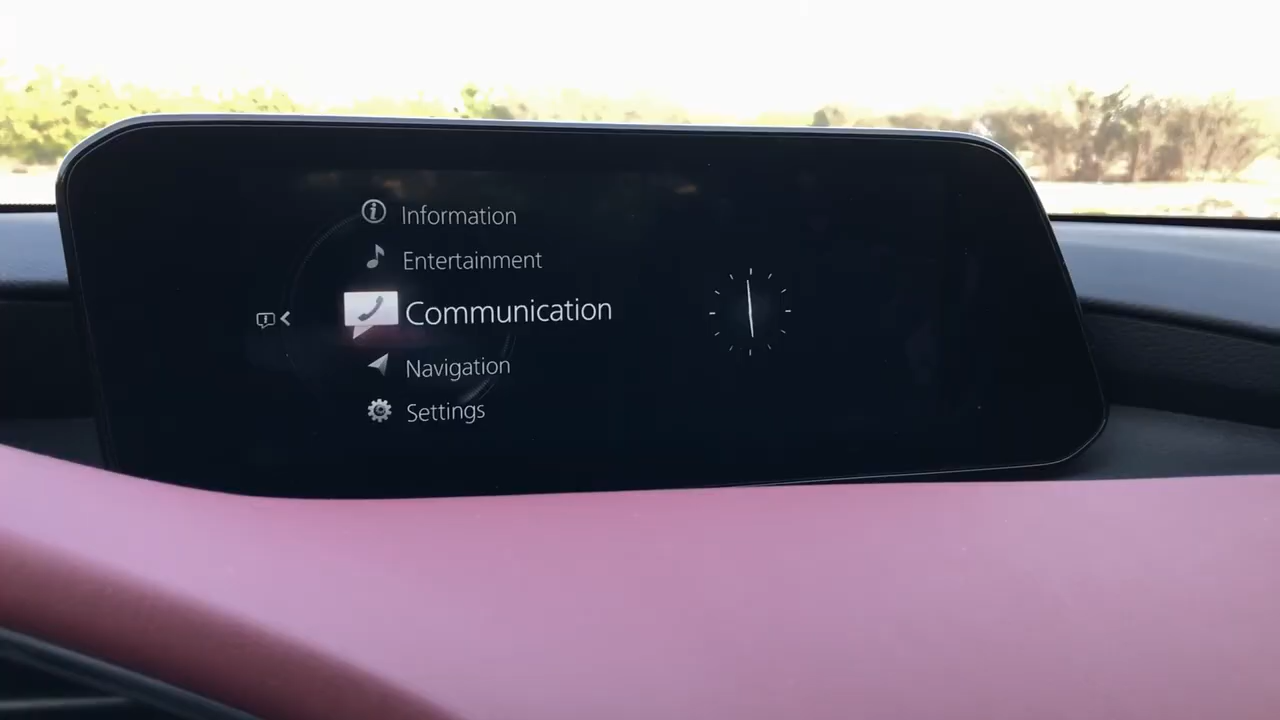 Information
Entertainment
Communication
Navigation
Settings